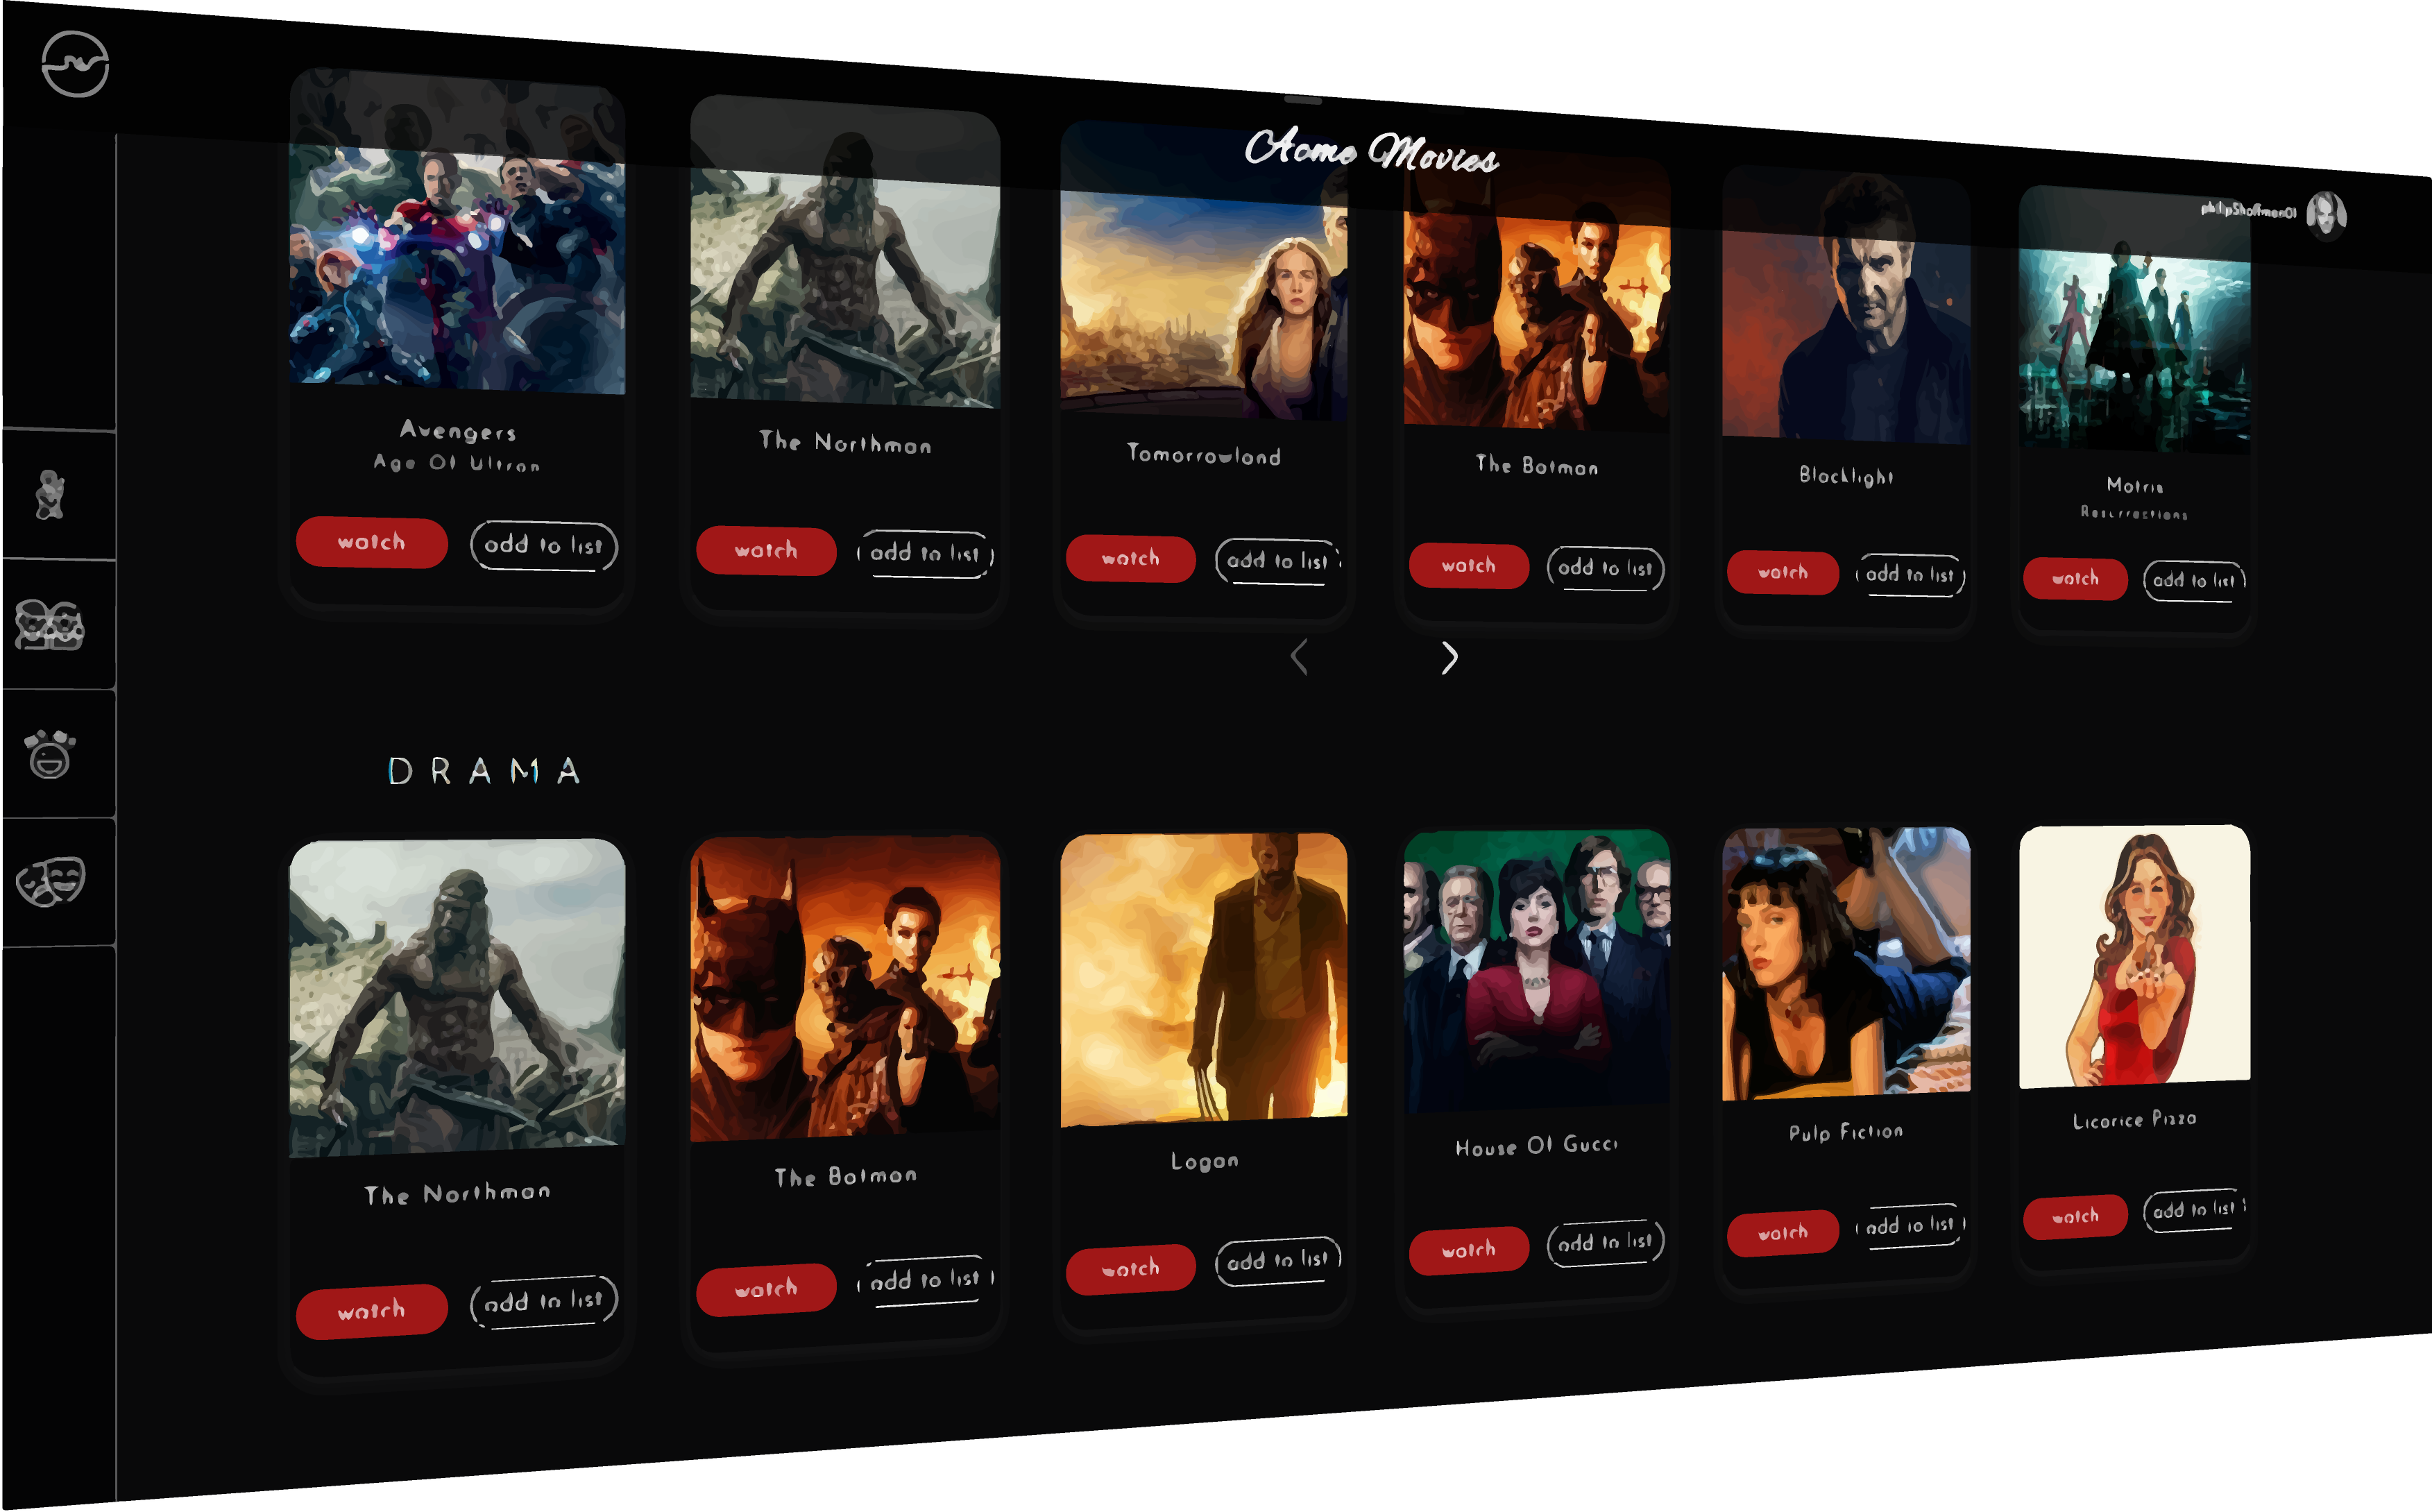 Acme Movies
philipShoffman01
Avengers
Age Of Ultron
The Northman
Tomorrowland
The Batman
Blacklight
Matrix
Resurrections
watch
add to list
watch
add to list
watch
add to list
watch
add to list
watch
add to list
watch
add to list
DRAMA
The Northman
The Batman
Logan
House Of Gucci
Pulp Fiction
Licorice Pizza
watch
add to list
watch
add to list
watch
add to list
watch
add to list
watch
add to list
watch
add to list